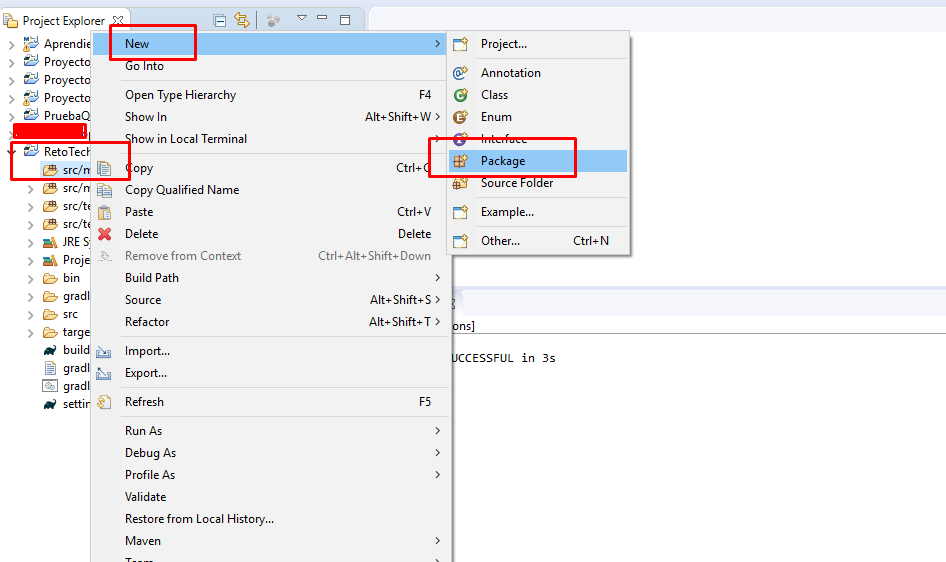 Project Explorer
Aprendie
Proyecto
Proyecto
Proyecto
PruebaQ
RetoTech
src/m
src/m
src/te
src/te
JRE Sy
Proje
bin
gradl
src
targe
build
gradl
gradl
settin
New
Go Into
Open Type Hierarchy F4
Show In Alt+Shift+W
Show in Local Terminal
Copy Ctrl+C
Copy Qualified Name
Paste Ctrl+V
Delete Delete
Remove from Context Ctrl+Alt+Shift+Down
Build Path
Source Alt+Shift+S
Refactor Alt+Shift+T
Import...
Export...
Refresh F5
Run As
Debug As
Profile As
Validate
Restore from Local History...
Maven
Team
Project...
Annotation
Class
Enum
Interface
Package
Source Folder
Example...
Other... Ctrl+N
ons]
UCCESSFUL in 3s